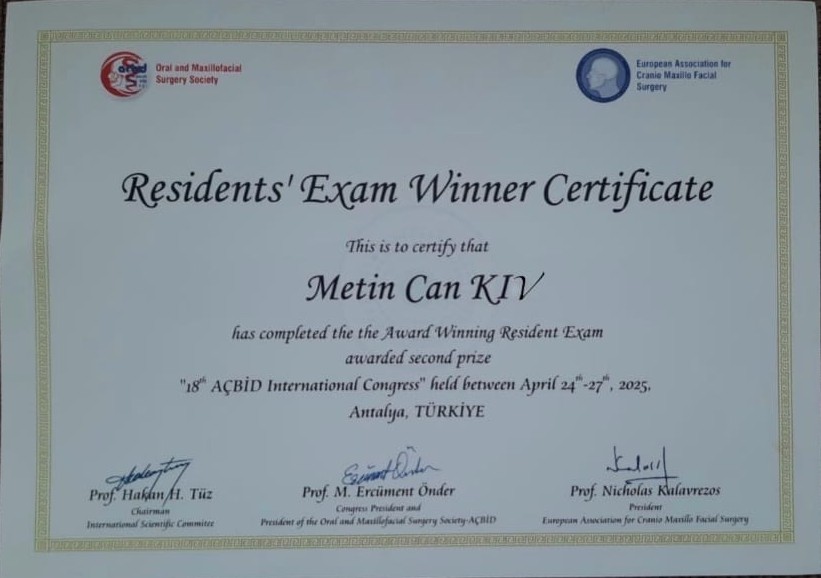 Oral and Maxillofacial
Surgery Society
European Association for
Cranio Maxillo Facial
Surgery
Residents' Exam Winner Certificate
This is to certify that
Metin Can KIV
has completed the the Award Winning Resident Exam
awarded second prize
"18th AÇBİD International Congress" held between April 24th-27th, 2025,
Antalya, TÜRKİYE
Prof. Hakan H. Tüz
Chairman
International Scientific Commitee
Prof. M. Ercüment Önder
Congress President and
President of the Oral and Maxillofacial Surgery Society-AÇBİD
Prof. Nicholas Kalavrezos
President
European Association for Cranio Maxillo Facial Surgery